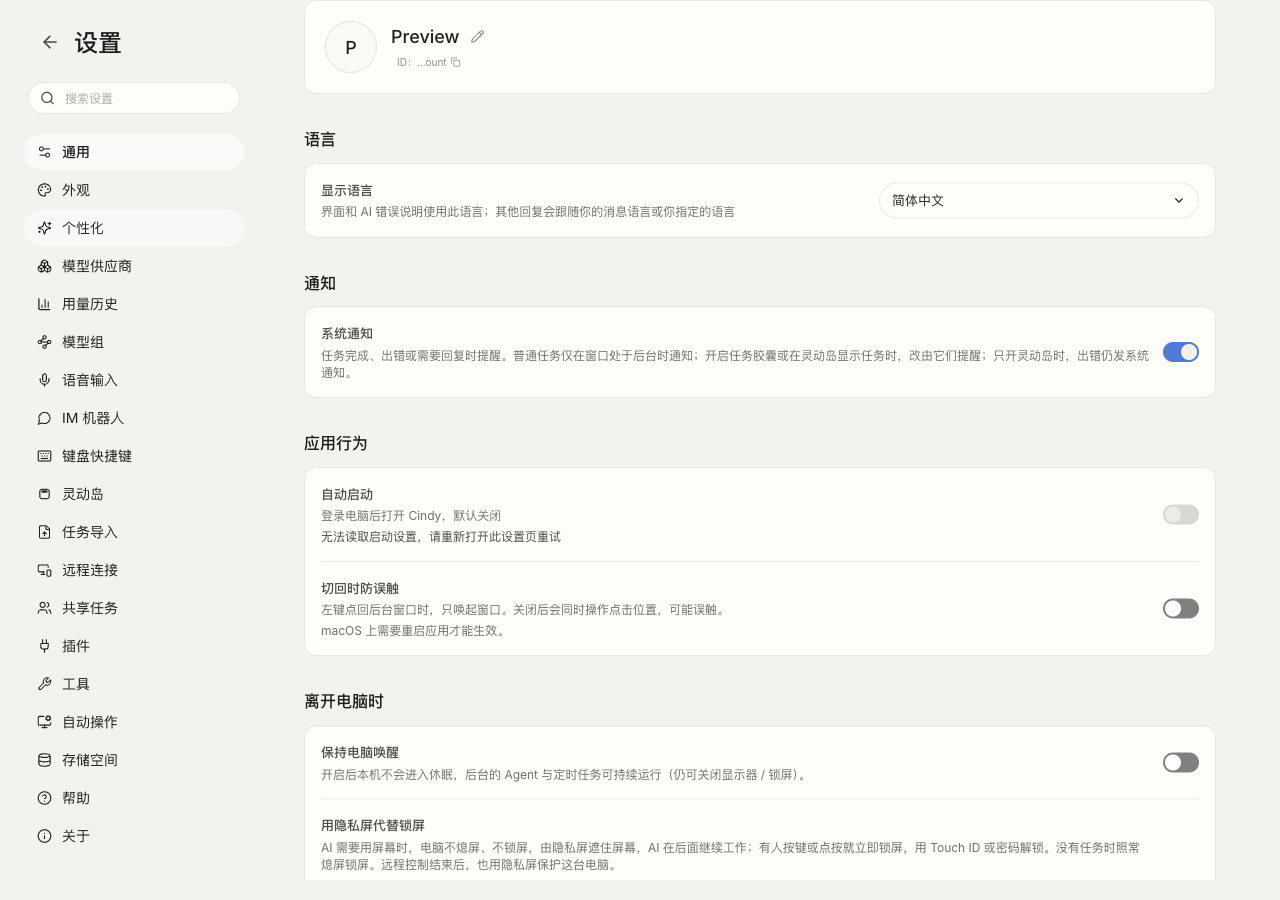 设置
搜索设置
通用
外观
个性化
模型供应商
用量历史
模型组
语音输入
IM 机器人
键盘快捷键
灵动岛
任务导入
远程连接
共享任务
插件
工具
自动操作
存储空间
帮助
关于
P
Preview
ID: ...ount
语言
显示语言
界面和 AI 错误说明使用此语言；其他回复会跟随你的消息语言或你指定的语言
简体中文
通知
系统通知
任务完成、出错或需要回复时提醒。普通任务仅在窗口处于后台时通知；开启任务胶囊或在灵动岛显示任务时，改由它们提醒；只开灵动岛时，出错仍发系统
通知。
应用行为
自动启动
登录电脑后打开 Cindy，默认关闭
无法读取启动设置，请重新打开此设置页重试
切回时防误触
左键点回后台窗口时，只唤起窗口。关闭后会同时操作点击位置，可能误触。
macOS 上需要重启应用才能生效。
离开电脑时
保持电脑唤醒
开启后本机不会进入休眠，后台的 Agent 与定时任务可持续运行（仍可关闭显示器 / 锁屏）。
用隐私屏代替锁屏
AI 需要用屏幕时，电脑不熄屏、不锁屏，由隐私屏遮住屏幕，AI 在后面继续工作；有人按键或点按就立即锁屏，用 Touch ID 或密码解锁。没有任务时照常
熄屏锁屏。远程控制结束后，也用隐私屏保护这台电脑。